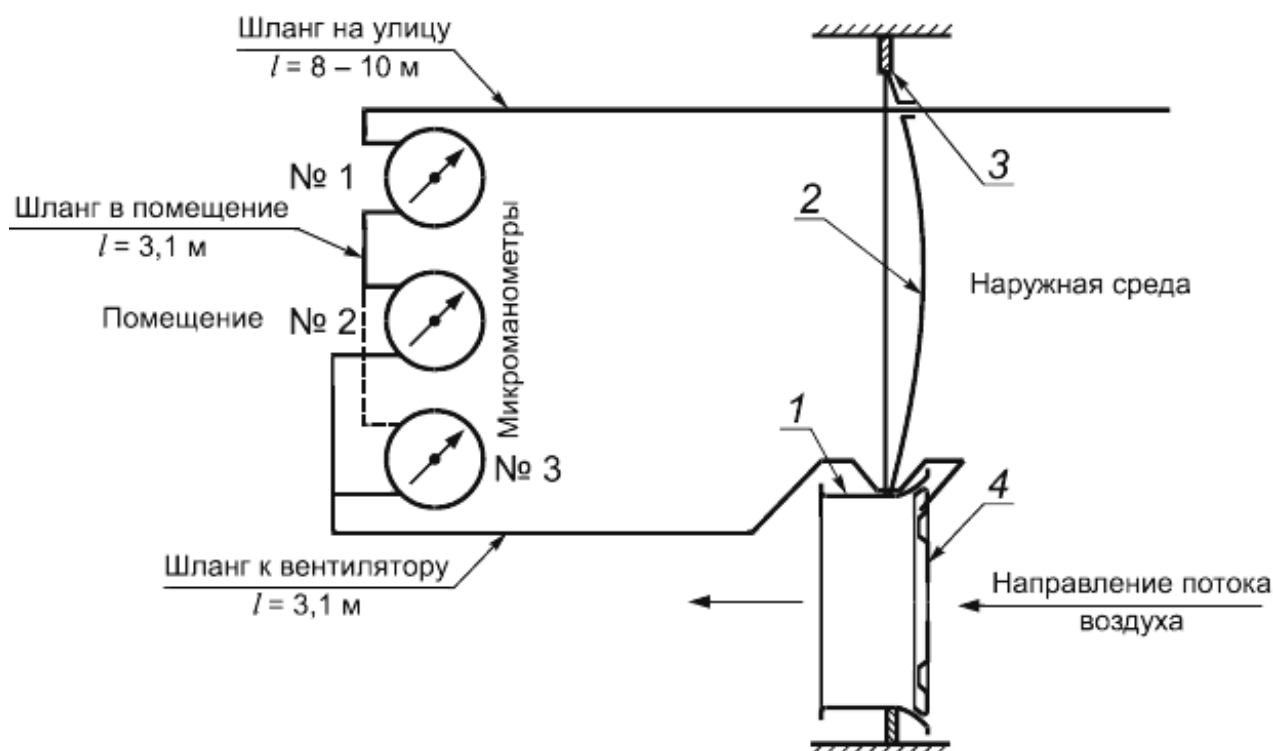 Шланг на улицу
l = 8 – 10 м
№ 1
3
Шланг в помещение
l = 3,1 м
2
Помещение
№ 2
Микроманометры
Наружная среда
1
№ 3
4
Шланг к вентилятору
l = 3,1 м
Направление потока
воздуха